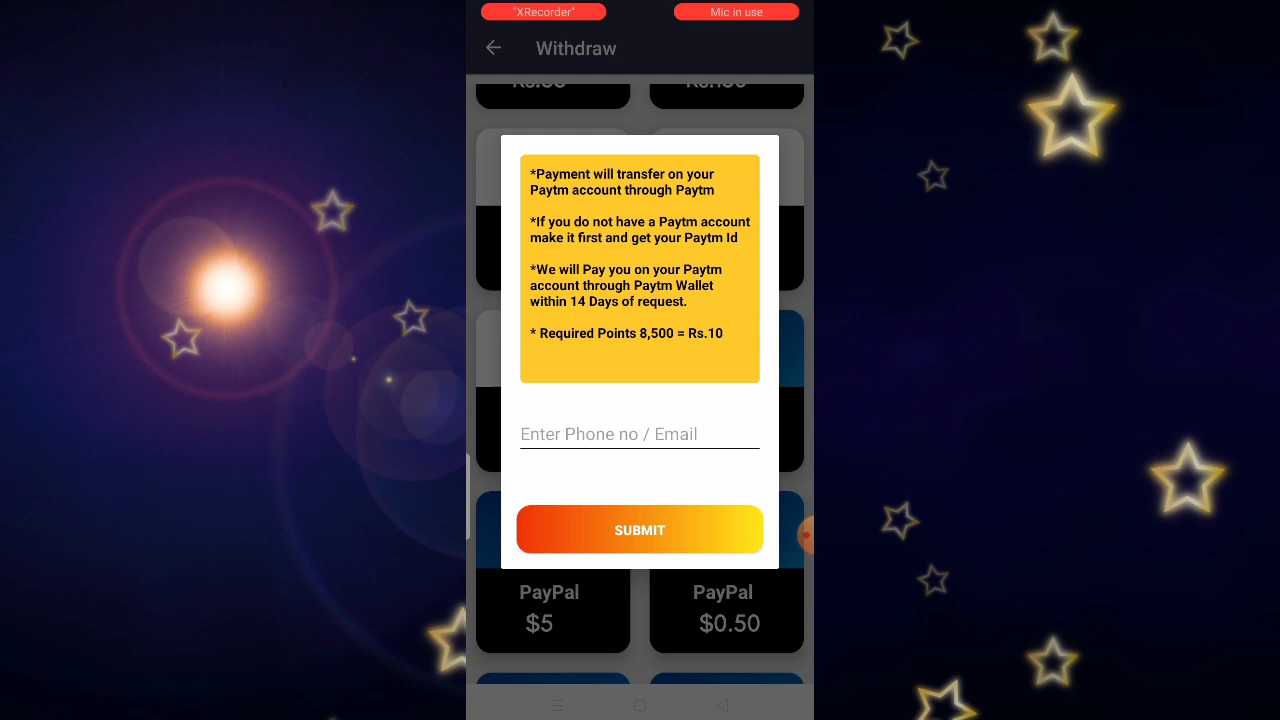 "XRecorder"
Mic in use
Withdraw
*Payment will transfer on your
Paytm account through Paytm
*If you do not have a Paytm account
make it first and get your Paytm Id
*We will Pay you on your Paytm
account through Paytm Wallet
within 14 Days of request.
* Required Points 8,500 = Rs.10
Enter Phone no / Email
SUBMIT
PayPal
$5
PayPal
$0.50